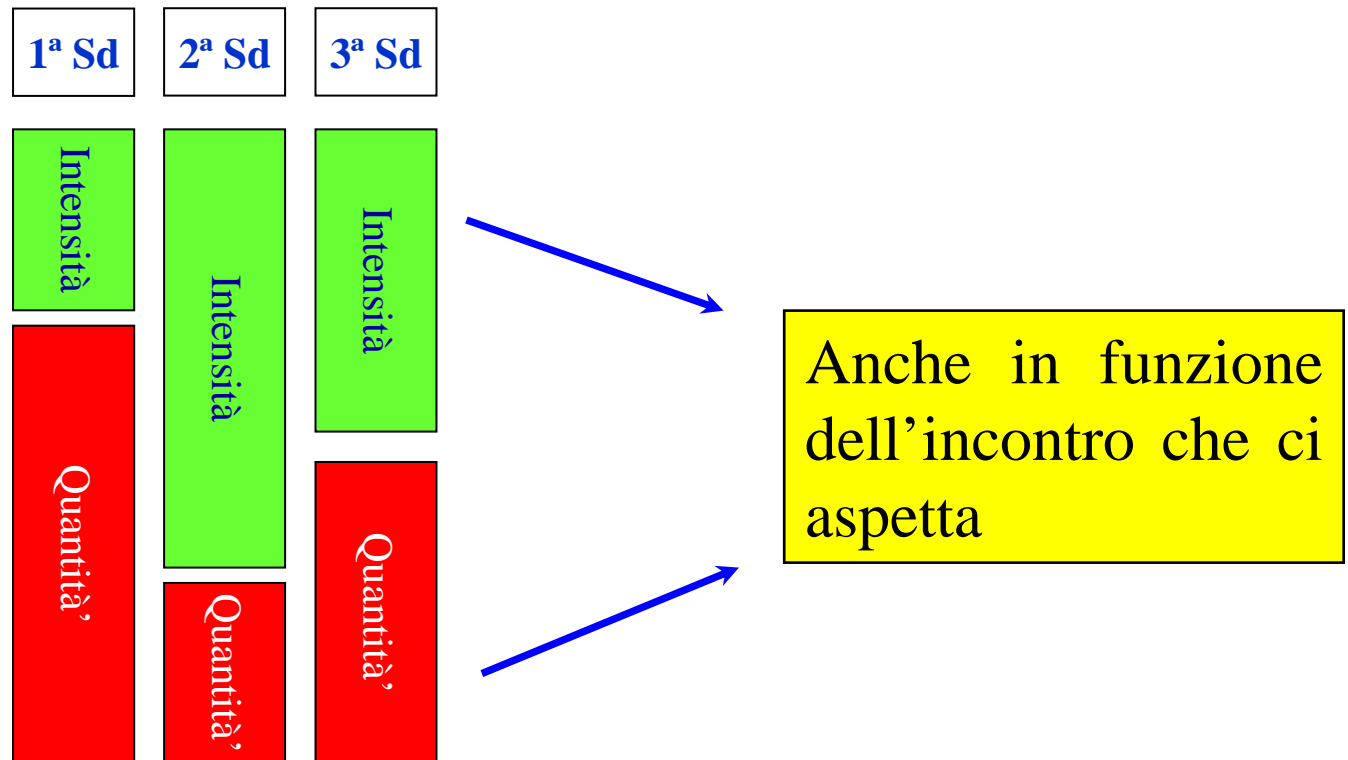 1ª Sd
2ª Sd
3ª Sd
Intensità
Intensità
Intensità
Quantità’
Quantità’
Quantità’
Anche in funzione
dell’incontro che ci
aspetta